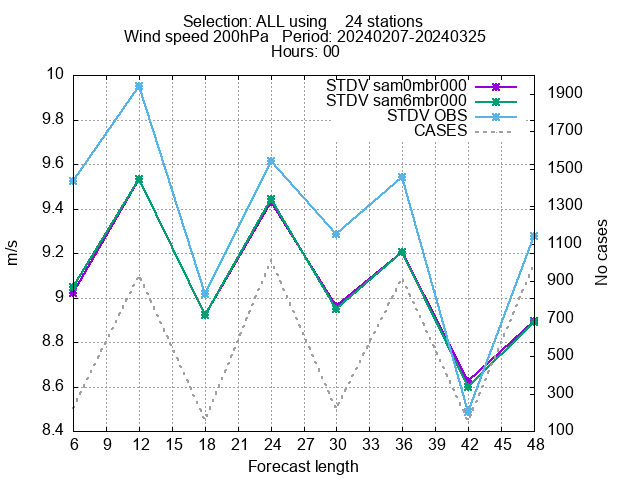 Selection: ALL using    24 stations
Wind speed 200hPa   Period: 20240207-20240325
Hours: 00
STDV sam0mbr000
STDV sam6mbr000
STDV OBS
CASES
m/s
10
9.8
9.6
9.4
9.2
9
8.8
8.6
8.4
1900
1700
1500
1300
1100
900
700
500
300
100
No cases
6 9 12 15 18 21 24 27 30 33 36 39 42 45 48
Forecast length